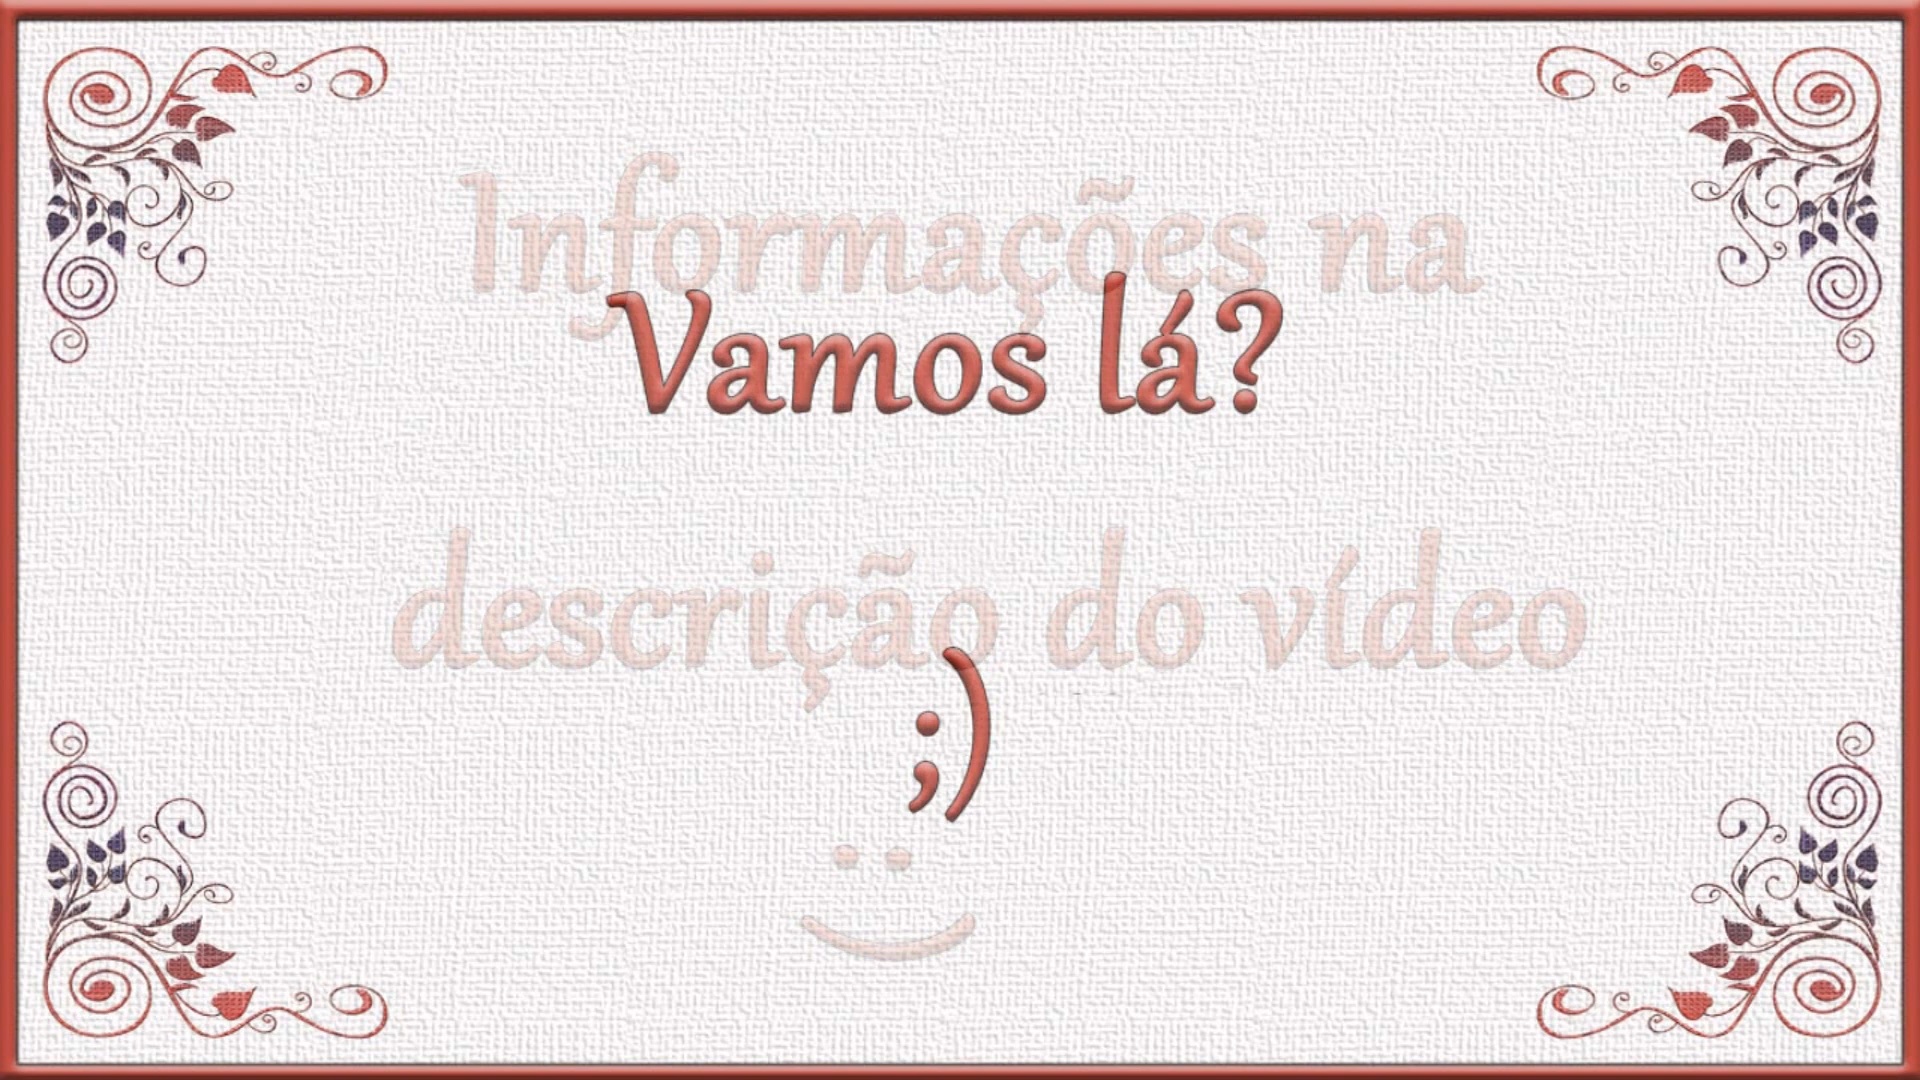 Informações na
Vamos lá?
descrição do vídeo
;)
:)